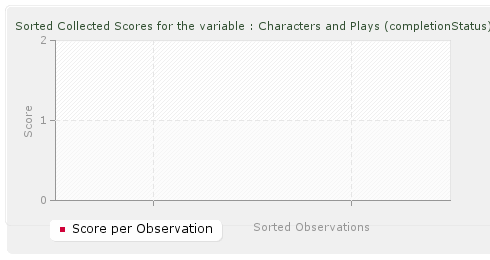 Sorted Collected Scores for the variable : Characters and Plays (completionStatus)
2
Score
1
0
Score per Observation
Sorted Observations